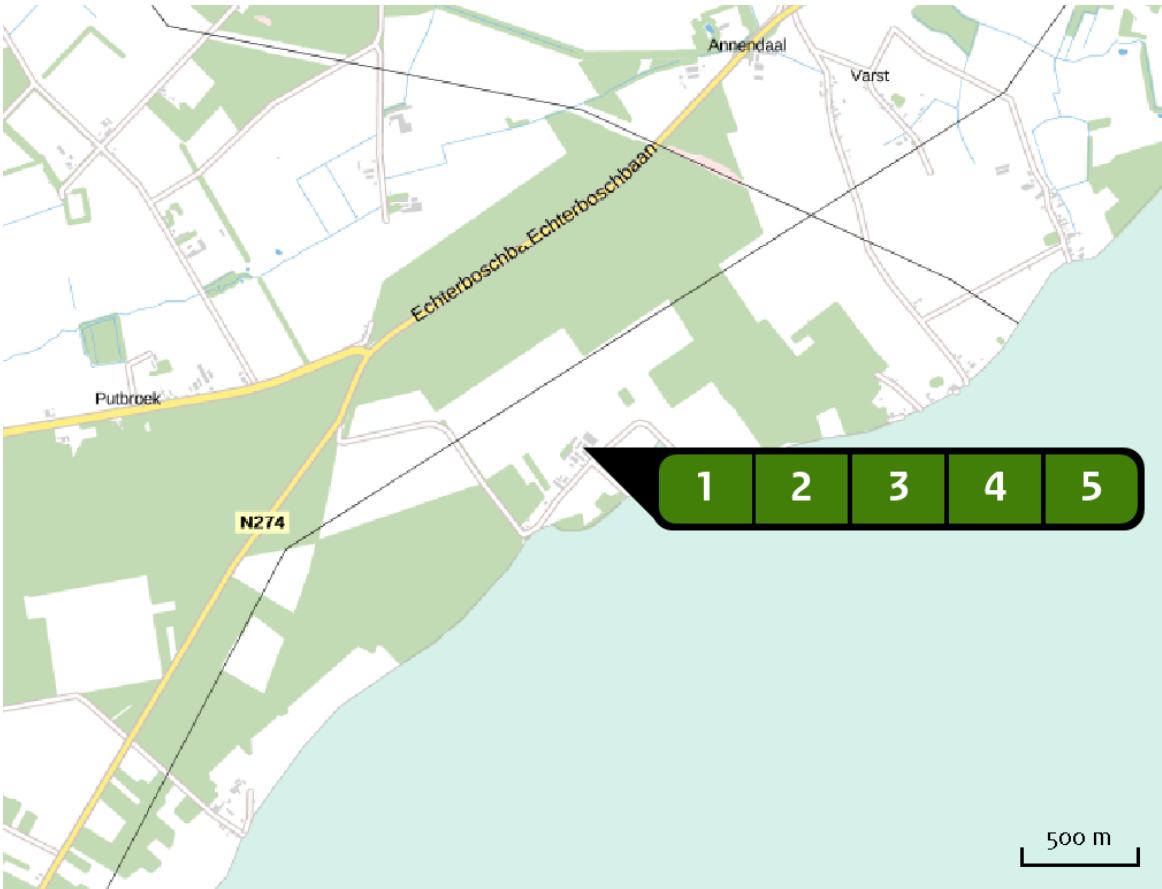 Annendaal
Varst
Echterboschbaan
Echterboschb
Putbroek
N274
1 2 3 4 5
500 m